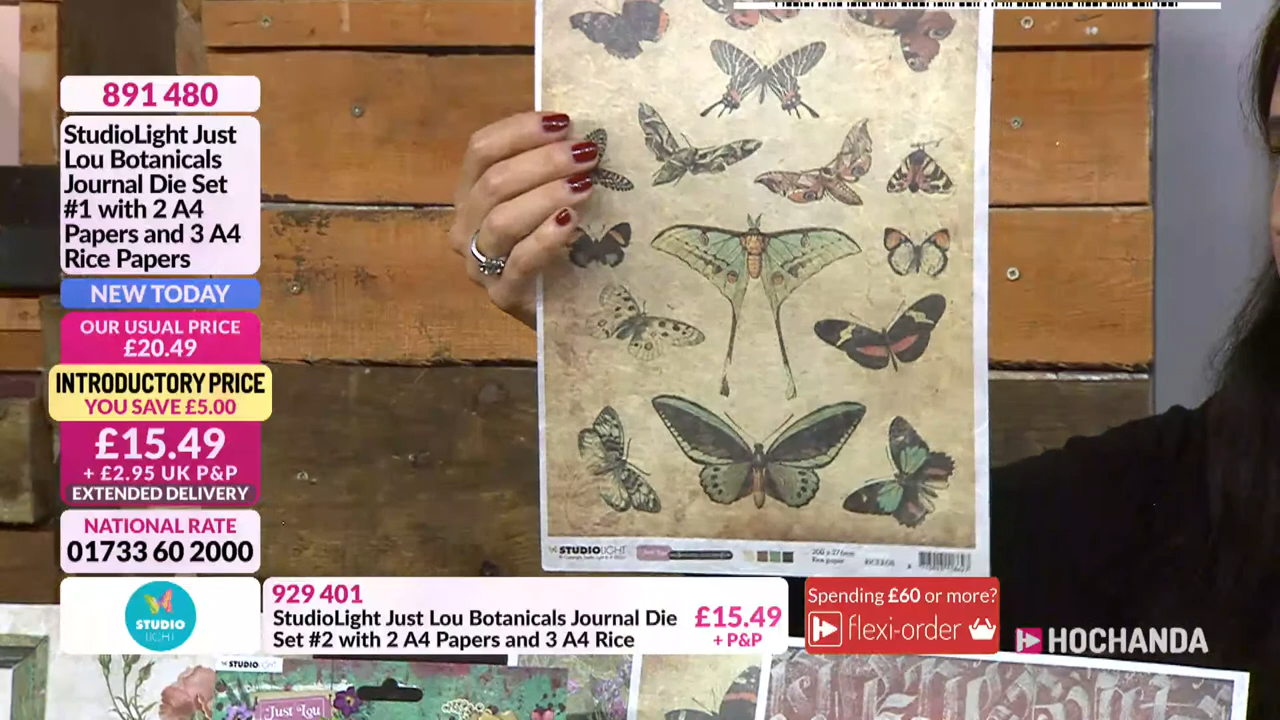 891 480
StudioLight Just
Lou Botanicals
Journal Die Set
#1 with 2 A4
Papers and 3 A4
Rice Papers
NEW TODAY
OUR USUAL PRICE
£20.49
INTRODUCTORY PRICE
YOU SAVE £5.00
£15.49
+ £2.95 UK P&P
EXTENDED DELIVERY
NATIONAL RATE
01733 60 2000
STUDIO
LIGHT
929 401
StudioLight Just Lou Botanicals Journal Die
Set #2 with 2 A4 Papers and 3 A4 Rice
£15.49
+ P&P
Spending £60 or more?
flexi-order
HOCHANDA
STUDIOLIGHT
Rice paper
STUDIOLIGHT
Just Lou